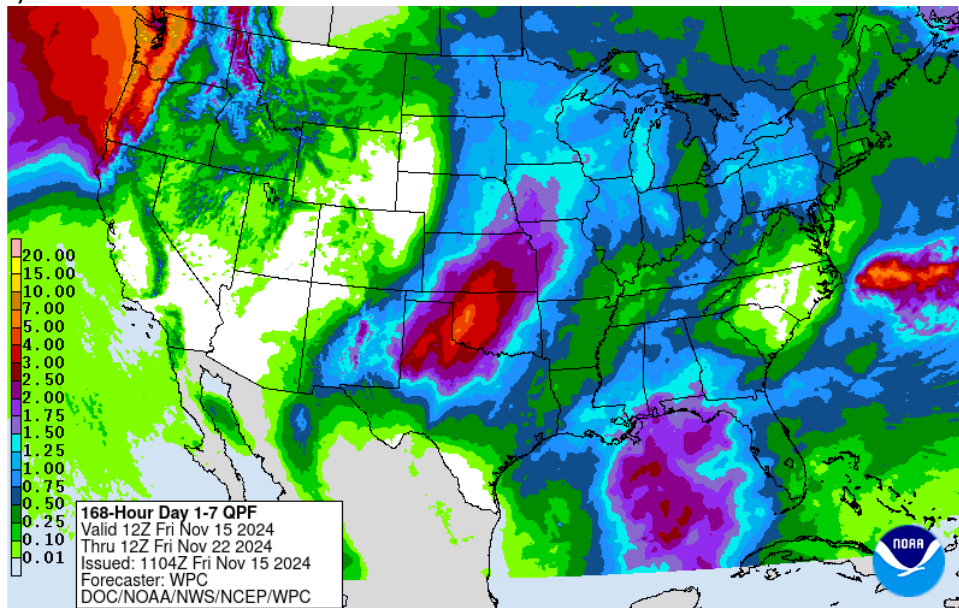 20.00
15.00
10.00
7.00
5.00
4.00
3.00
2.50
2.00
1.75
1.50
1.25
1.00
0.75
0.50
0.25
0.10
0.01
168-Hour Day 1-7 QPF
Valid 12Z Fri Nov 15 2024
Thru 12Z Fri Nov 22 2024
Issued: 1104Z Fri Nov 15 2024
Forecaster: WPC
DOC/NOAA/NWS/NCEP/WPC
NOAA